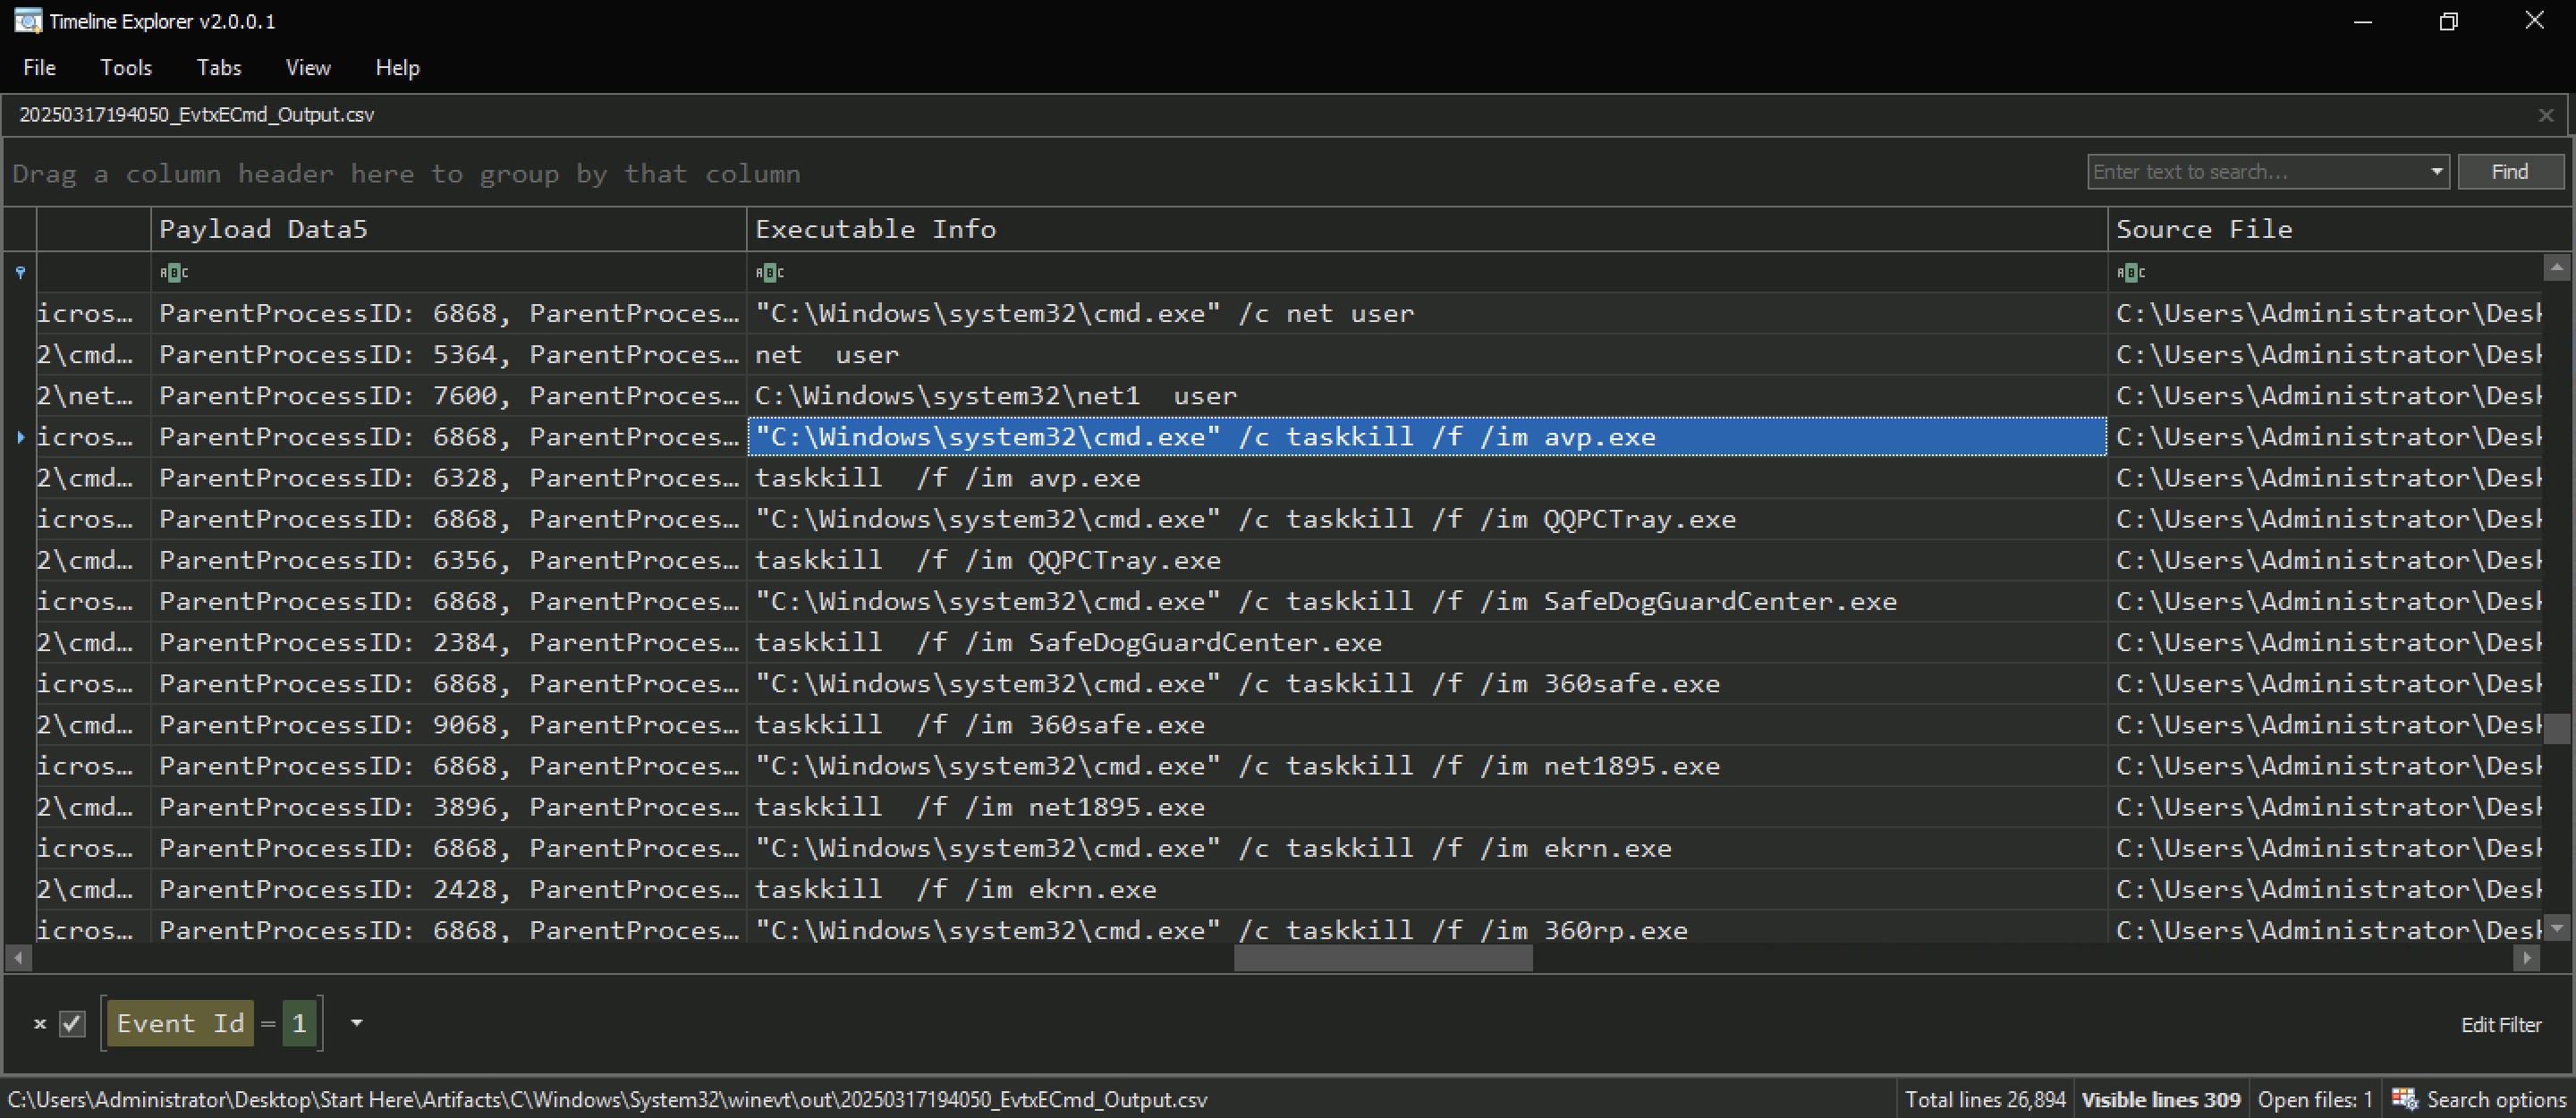 Timeline Explorer v2.0.0.1
File Tools Tabs View Help
20250317194050_EvtxECmd_Output.csv
Drag a column header here to group by that column
Enter text to search... Find
Payload Data5 Executable Info Source File
icros… ParentProcessID: 6868, ParentProces… "C:\Windows\system32\cmd.exe" /c net user C:\Users\Administrator\Desk
2\cmd… ParentProcessID: 5364, ParentProces… net  user C:\Users\Administrator\Desk
2\net… ParentProcessID: 7600, ParentProces… C:\Windows\system32\net1  user C:\Users\Administrator\Desk
icros… ParentProcessID: 6868, ParentProces… "C:\Windows\system32\cmd.exe" /c taskkill /f /im avp.exe C:\Users\Administrator\Desk
2\cmd… ParentProcessID: 6328, ParentProces… taskkill  /f /im avp.exe C:\Users\Administrator\Desk
icros… ParentProcessID: 6868, ParentProces… "C:\Windows\system32\cmd.exe" /c taskkill /f /im QQPCTray.exe C:\Users\Administrator\Desk
2\cmd… ParentProcessID: 6356, ParentProces… taskkill  /f /im QQPCTray.exe C:\Users\Administrator\Desk
icros… ParentProcessID: 6868, ParentProces… "C:\Windows\system32\cmd.exe" /c taskkill /f /im SafeDogGuardCenter.exe C:\Users\Administrator\Desk
2\cmd… ParentProcessID: 2384, ParentProces… taskkill  /f /im SafeDogGuardCenter.exe C:\Users\Administrator\Desk
icros… ParentProcessID: 6868, ParentProces… "C:\Windows\system32\cmd.exe" /c taskkill /f /im 360safe.exe C:\Users\Administrator\Desk
2\cmd… ParentProcessID: 9068, ParentProces… taskkill  /f /im 360safe.exe C:\Users\Administrator\Desk
icros… ParentProcessID: 6868, ParentProces… "C:\Windows\system32\cmd.exe" /c taskkill /f /im net1895.exe C:\Users\Administrator\Desk
2\cmd… ParentProcessID: 3896, ParentProces… taskkill  /f /im net1895.exe C:\Users\Administrator\Desk
icros… ParentProcessID: 6868, ParentProces… "C:\Windows\system32\cmd.exe" /c taskkill /f /im ekrn.exe C:\Users\Administrator\Desk
2\cmd… ParentProcessID: 2428, ParentProces… taskkill  /f /im ekrn.exe C:\Users\Administrator\Desk
icros… ParentProcessID: 6868, ParentProces… "C:\Windows\system32\cmd.exe" /c taskkill /f /im 360rp.exe C:\Users\Administrator\Desk
Event Id = 1 Edit Filter
C:\Users\Administrator\Desktop\Start Here\Artifacts\C\Windows\System32\winevt\out\20250317194050_EvtxECmd_Output.csv Total lines 26,894 Visible lines 309 Open files: 1 Search options